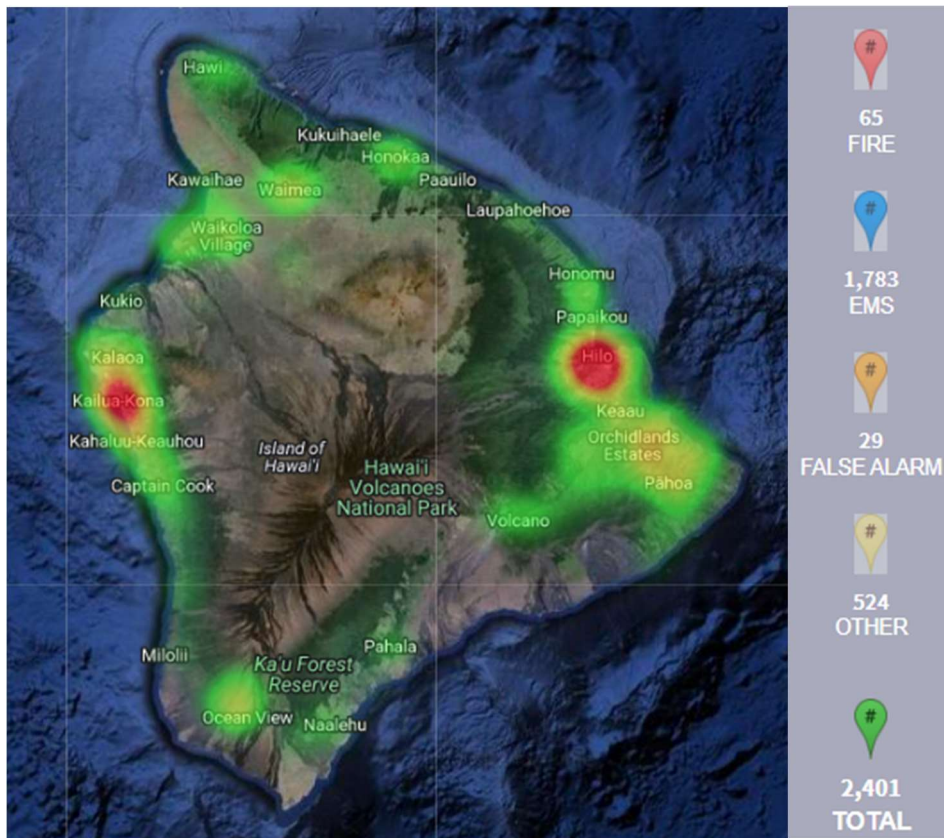 Hawi
Kukuihaele
Honokaa
Kawaihae
Waimea
Paauilo
Waikoloa
Village
Laupahoehoe
Honomu
Kukio
Papaikou
Kalaoa
Hilo
Kailua-Kona
Keaau
Kahaluu-Keauhou
Orchidlands
Estates
Island of
Hawai'i
Hawai'i
Volcanoes
National Park
Captain Cook
Pāhoa
Volcano
Milolii
Pahala
Ka'u Forest
Reserve
Ocean View
Naalehu
#
65
FIRE
#
1,783
EMS
#
29
FALSE ALARM
#
524
OTHER
#
2,401
TOTAL